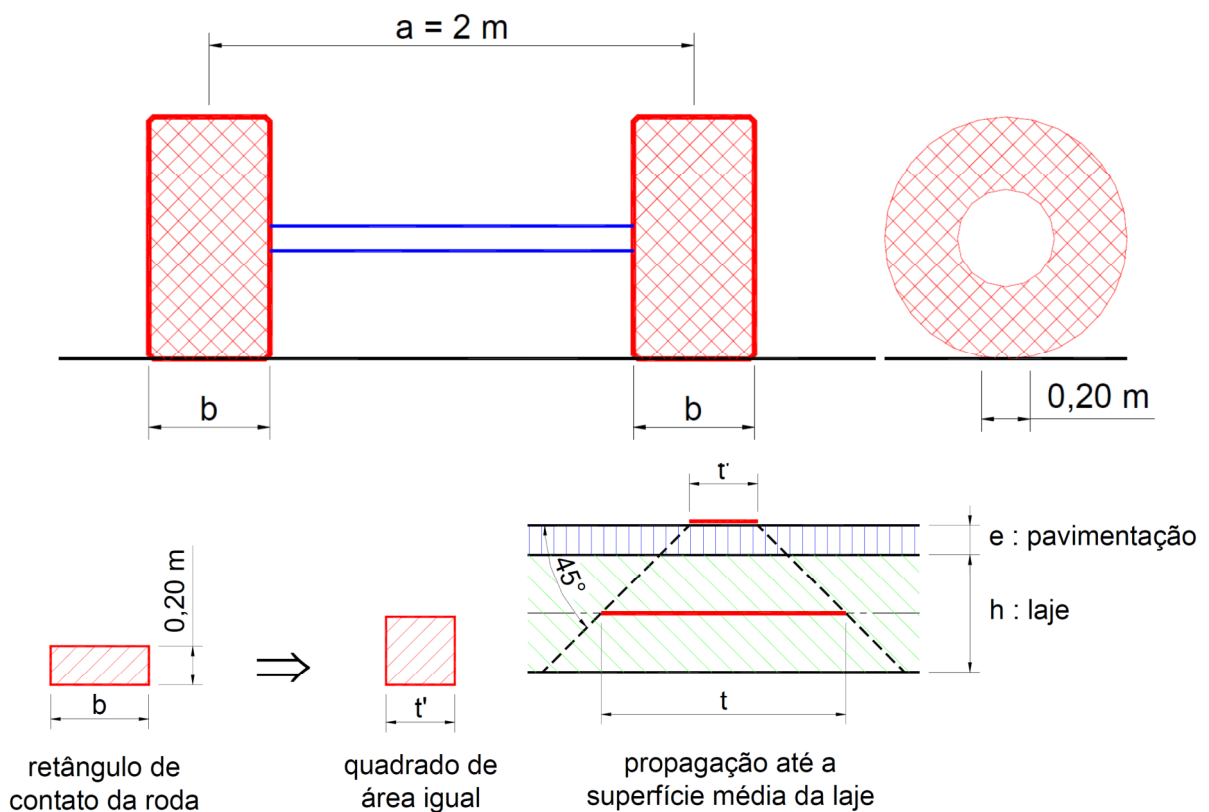 a = 2 m
b
b
0,20 m
t'
e : pavimentação
45°
h : laje
0,20 m
b
t'
t
retângulo de
contato da roda
quadrado de
área igual
propagação até a
superfície média da laje